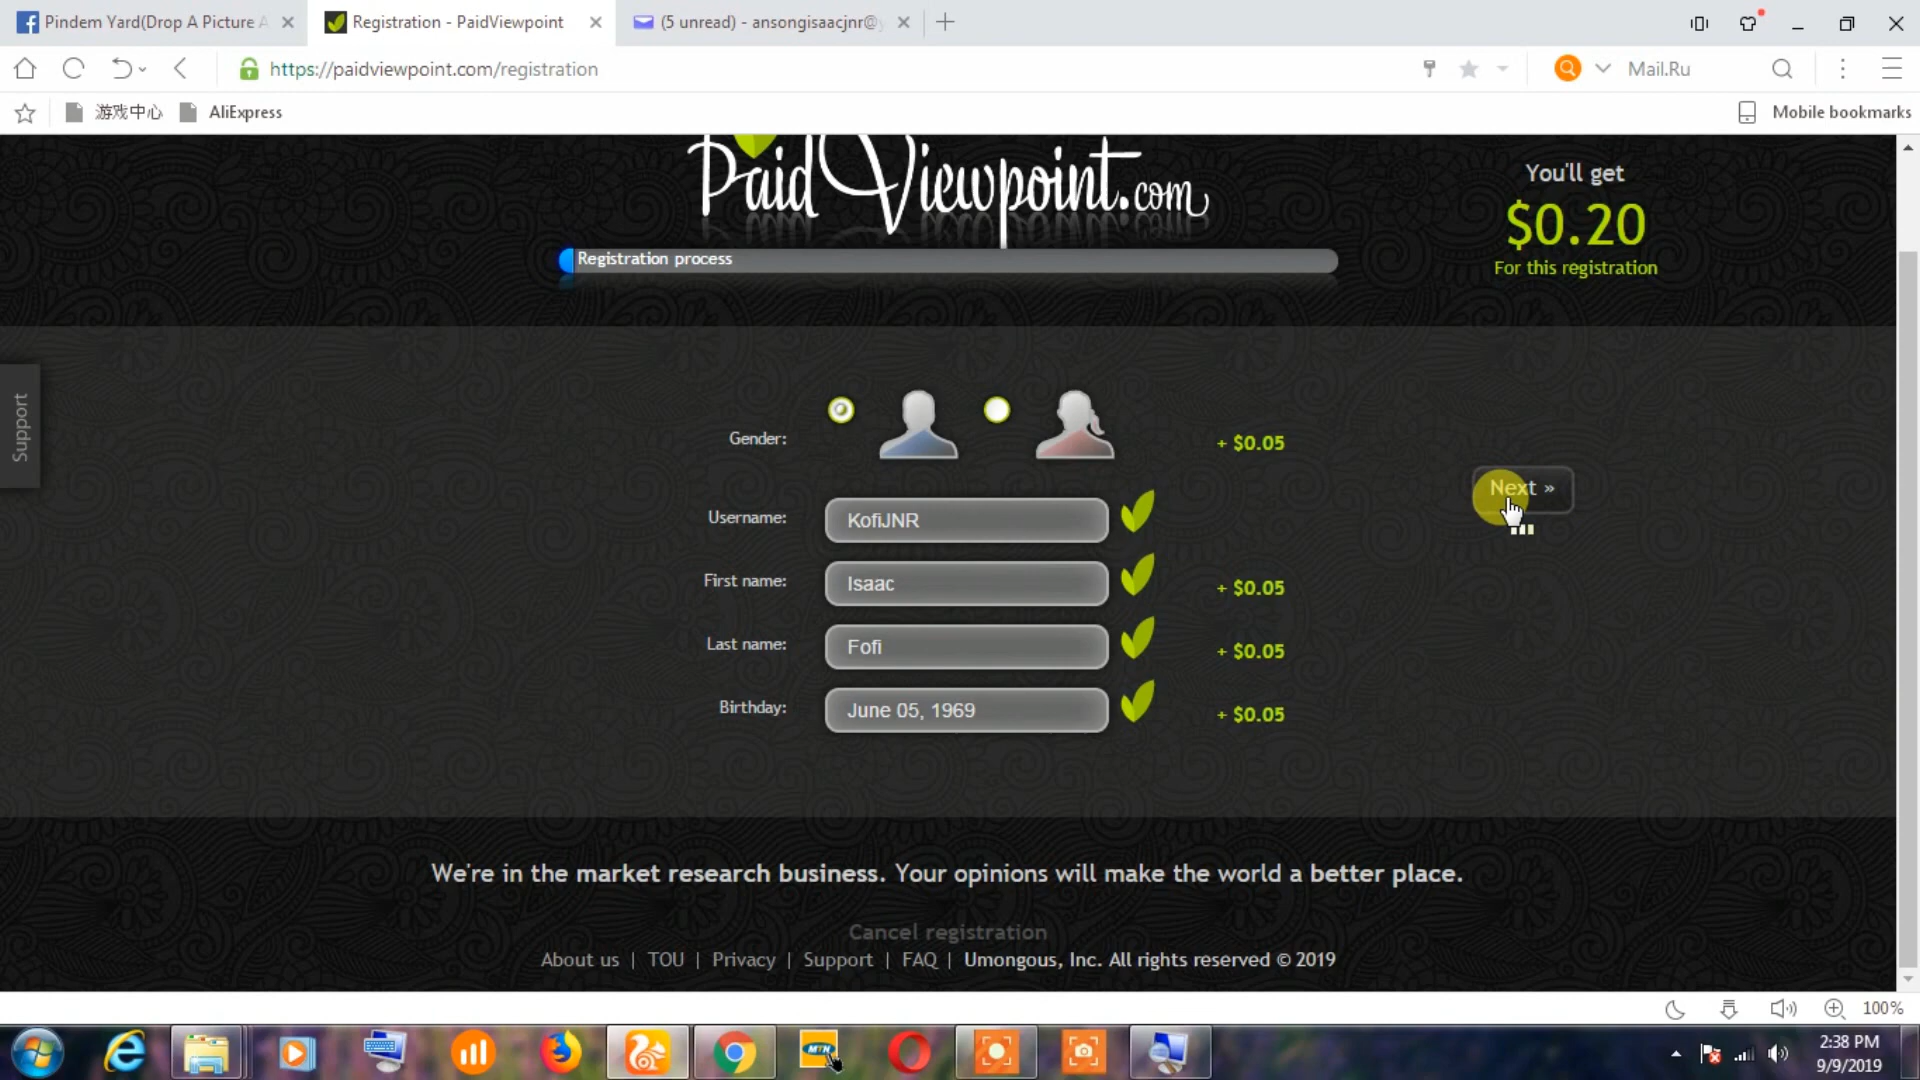 Pindem Yard(Drop A Picture A
Registration - PaidViewpoint
(5 unread) - ansongisaacjnr@y
https://paidviewpoint.com/registration
Mail.Ru
游戏中心
AliExpress
Mobile bookmarks
PaidViewpoint.com
You'll get
$0.20
For this registration
Registration process
Support
Gender:
+ $0.05
Next »
Username:
KofiJNR
First name:
Isaac
+ $0.05
Last name:
Fofi
+ $0.05
Birthday:
June 05, 1969
+ $0.05
We're in the market research business. Your opinions will make the world a better place.
Cancel registration
About us | TOU | Privacy | Support | FAQ | Umongous, Inc. All rights reserved © 2019
100%
MTN
2:38 PM
9/9/2019